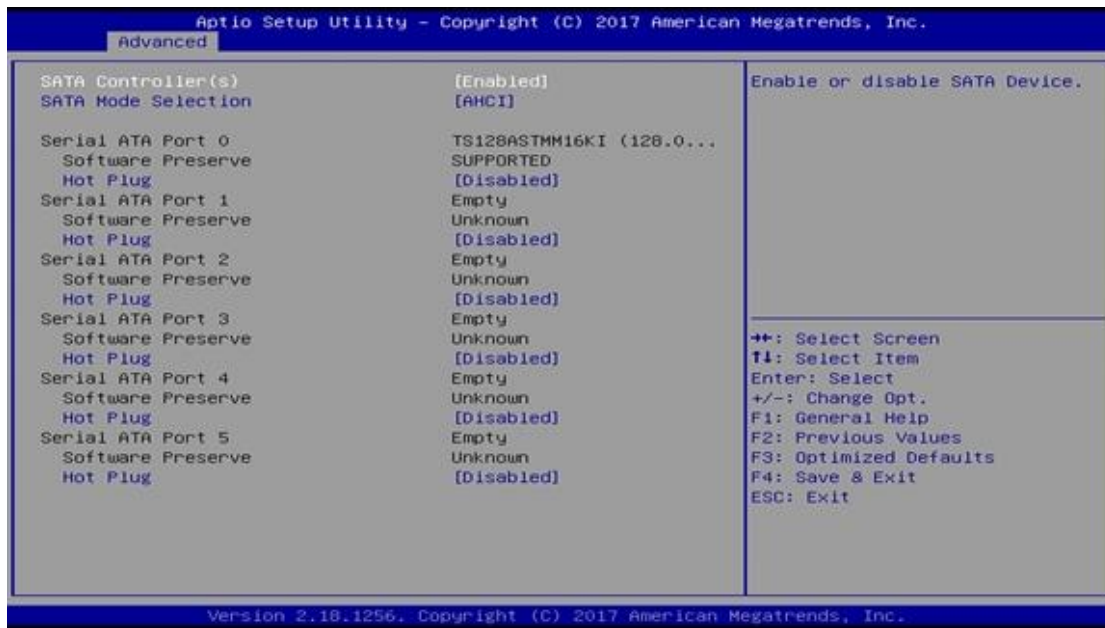 Aptio Setup Utility – Copyright (C) 2017 American Megatrends, Inc.
Advanced
SATA Controller(s) [Enabled]
SATA Mode Selection [AHCI]
Serial ATA Port 0 TS128ASTMM16KI (128.0...
Software Preserve SUPPORTED
Hot Plug [Disabled]
Serial ATA Port 1 Empty
Software Preserve Unknown
Hot Plug [Disabled]
Serial ATA Port 2 Empty
Software Preserve Unknown
Hot Plug [Disabled]
Serial ATA Port 3 Empty
Software Preserve Unknown
Hot Plug [Disabled]
Serial ATA Port 4 Empty
Software Preserve Unknown
Hot Plug [Disabled]
Serial ATA Port 5 Empty
Software Preserve Unknown
Hot Plug [Disabled]
Enable or disable SATA Device.
→←: Select Screen
↑↓: Select Item
Enter: Select
+/-: Change Opt.
F1: General Help
F2: Previous Values
F3: Optimized Defaults
F4: Save & Exit
ESC: Exit
Version 2.18.1256. Copyright (C) 2017 American Megatrends, Inc.